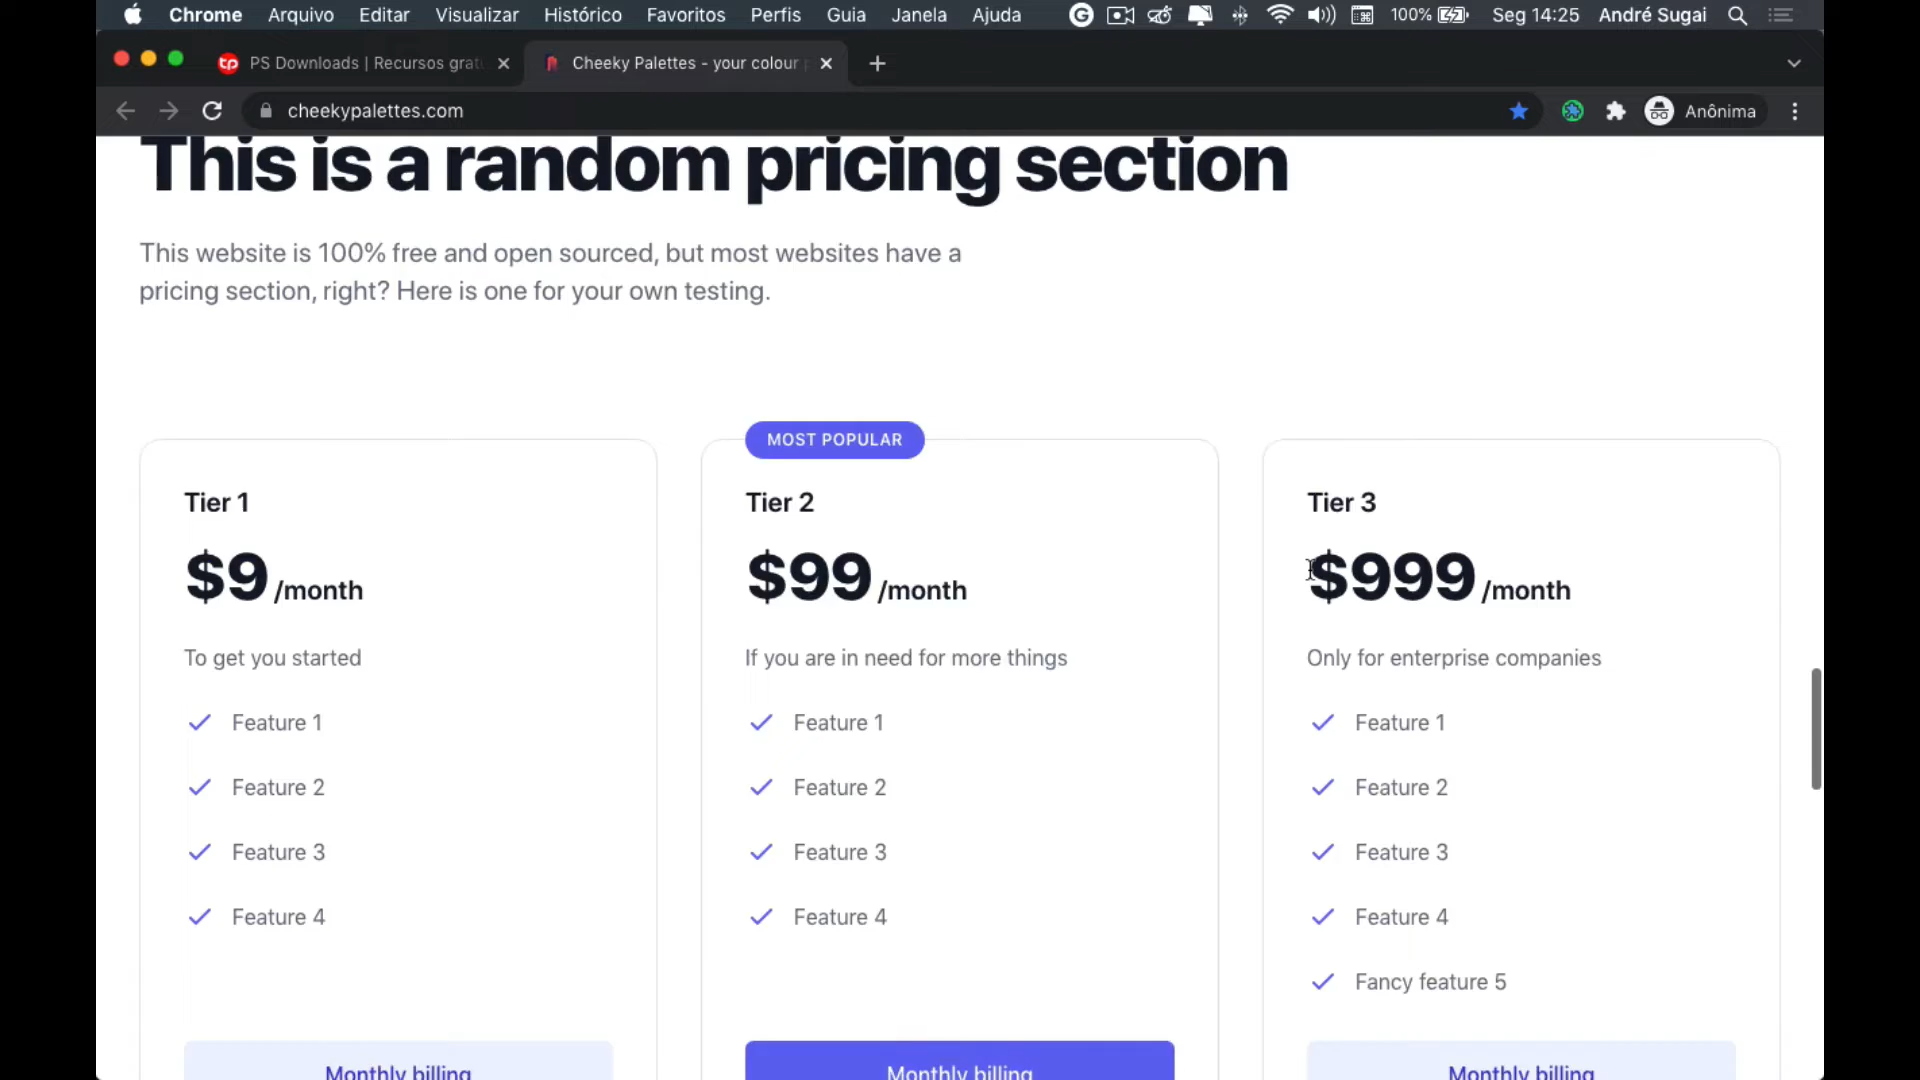 Chrome Arquivo Editar Visualizar Histórico Favoritos Perfis Guia Janela Ajuda 100% Seg 14:25 André Sugai
tp PS Downloads | Recursos grat Cheeky Palettes - your colour
cheekypalettes.com Anônima
This is a random pricing section
This website is 100% free and open sourced, but most websites have a
pricing section, right? Here is one for your own testing.
Tier 1
$9 /month
To get you started
Feature 1
Feature 2
Feature 3
Feature 4
Monthly billing
MOST POPULAR
Tier 2
$99 /month
If you are in need for more things
Feature 1
Feature 2
Feature 3
Feature 4
Monthly billing
Tier 3
$999 /month
Only for enterprise companies
Feature 1
Feature 2
Feature 3
Feature 4
Fancy feature 5
Monthly billing